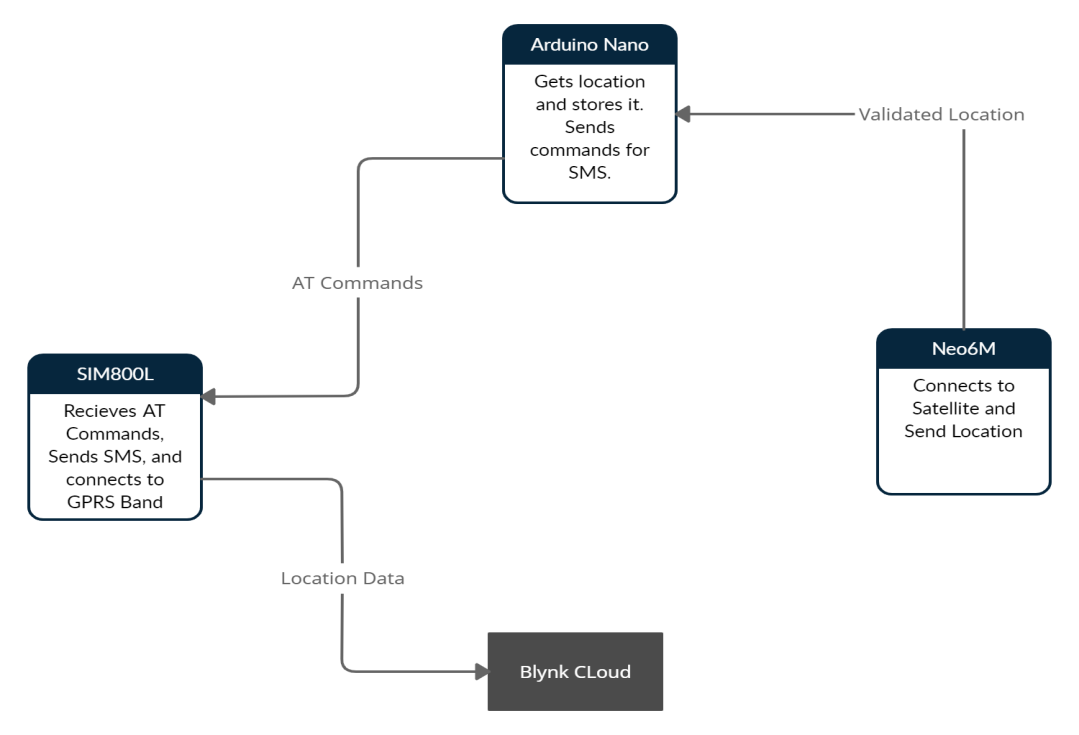 Arduino Nano
Gets location
and stores it.
Sends
commands for
SMS.
Validated Location
AT Commands
Neo6M
Connects to
Satellite and
Send Location
SIM800L
Recieves AT
Commands,
Sends SMS, and
connects to
GPRS Band
Location Data
Blynk CLoud